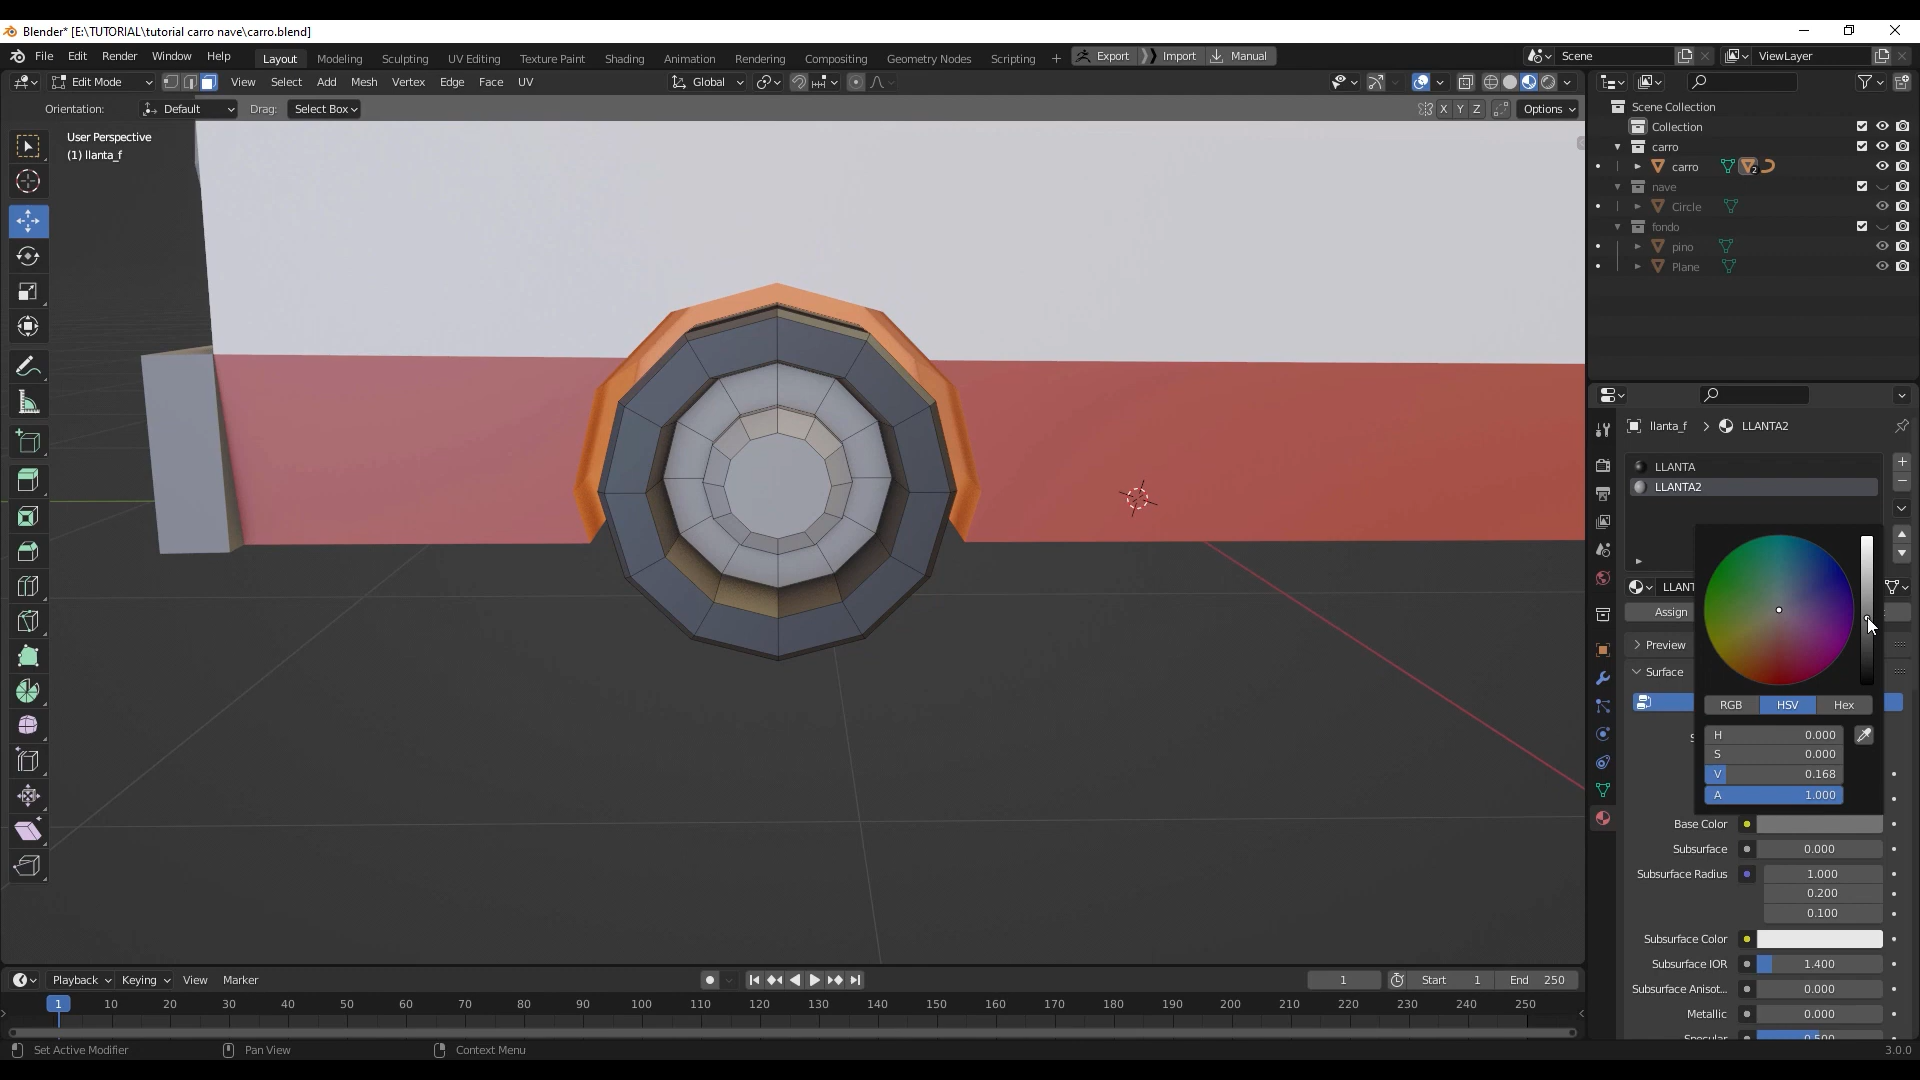 Blender* [E:\TUTORIAL\tutorial carro nave\carro.blend]
File Edit Render Window Help Layout Modeling Sculpting UV Editing Texture Paint Shading Animation Rendering Compositing Geometry Nodes Scripting + Export Import Manual Scene ViewLayer
Edit Mode View Select Add Mesh Vertex Edge Face UV Global
Orientation: Default Drag: Select Box X Y Z Options
User Perspective
(1) llanta_f
Scene Collection
Collection
carro
carro 2
nave
Circle
fondo
pino
Plane
llanta_f > LLANTA2
LLANTA
LLANTA2
LLANT
Assign
Preview
Surface
RGB HSV Hex
H 0.000
S 0.000
V 0.168
A 1.000
Base Color
Subsurface 0.000
Subsurface Radius 1.000
0.200
0.100
Subsurface Color
Subsurface IOR 1.400
Subsurface Anisot... 0.000
Metallic 0.000
Specular 0.500
Playback Keying View Marker 1 Start 1 End 250
1 10 20 30 40 50 60 70 80 90 100 110 120 130 140 150 160 170 180 190 200 210 220 230 240 250
Set Active Modifier Pan View Context Menu 3.0.0